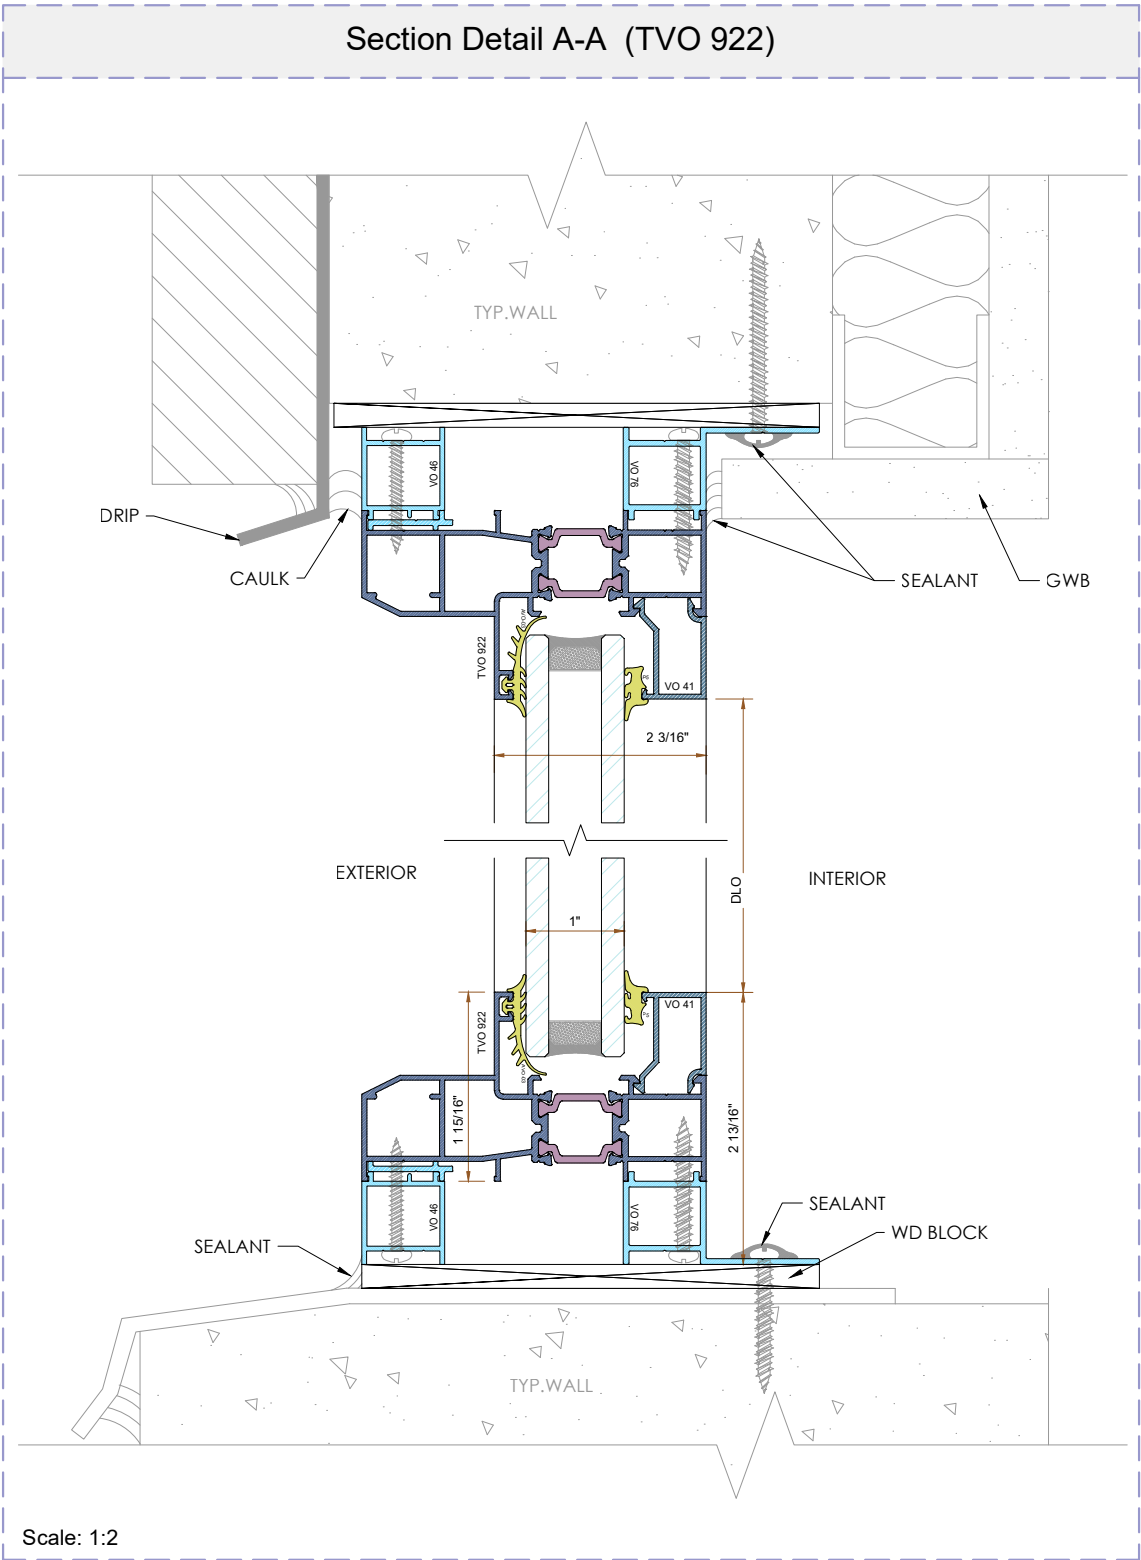 Section Detail A-A (TVO 922)
TYP.WALL
VO 46
VO 76
DRIP
CAULK
SEALANT
GWB
TVO 922
VO 41
2 3/16"
EXTERIOR
INTERIOR
DLO
1"
VO 41
TVO 922
1 15/16"
2 13/16"
VO 46
VO 76
SEALANT
SEALANT
WD BLOCK
TYP.WALL
Scale: 1:2